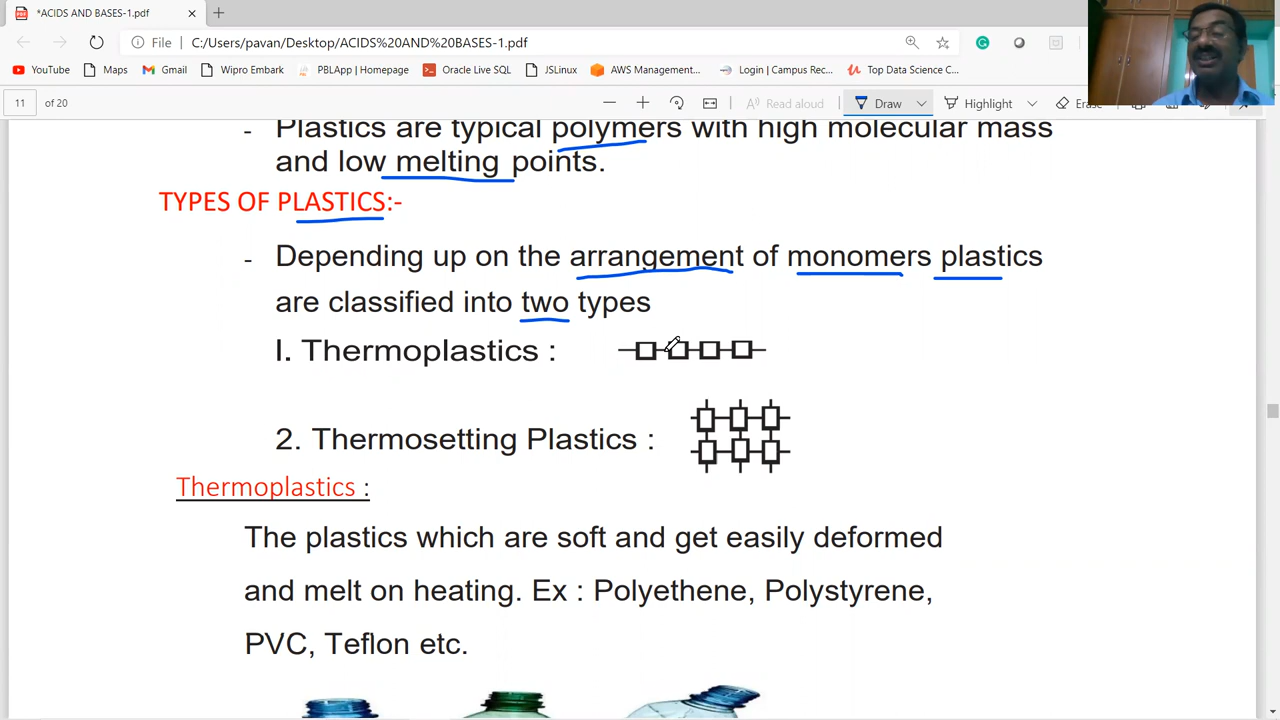 *ACIDS AND BASES-1.pdf
File C:/Users/pavan/Desktop/ACIDS%20AND%20BASES-1.pdf
YouTube Maps Gmail Wipro Embark PBLApp | Homepage Oracle Live SQL JSLinux AWS Management... Login | Campus Rec... Top Data Science C...
11 of 20 Read aloud Draw Highlight Erase
- Plastics are typical polymers with high molecular mass
and low melting points.
TYPES OF PLASTICS:-
- Depending up on the arrangement of monomers plastics
are classified into two types
I. Thermoplastics :
2. Thermosetting Plastics :
Thermoplastics :
The plastics which are soft and get easily deformed
and melt on heating. Ex : Polyethene, Polystyrene,
PVC, Teflon etc.